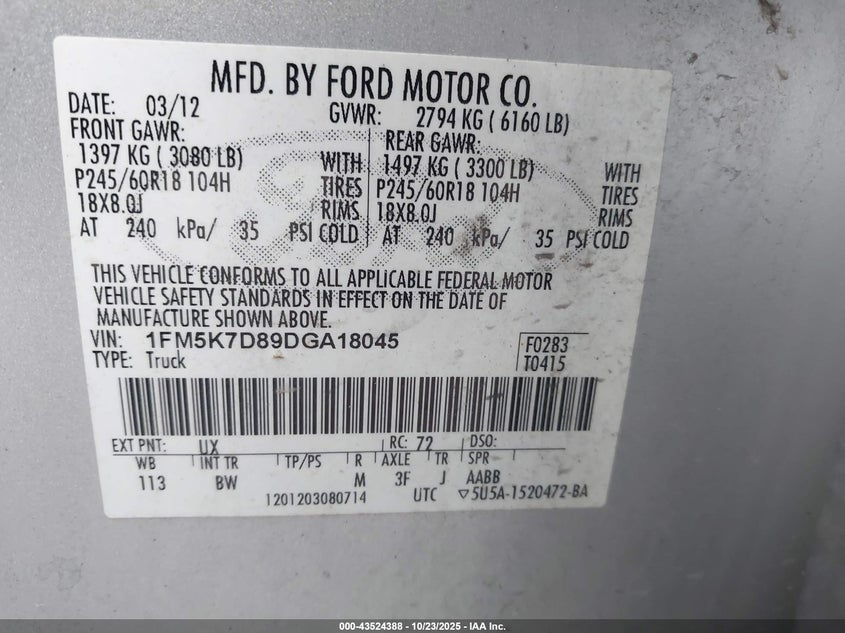 MFD. BY FORD MOTOR CO.
DATE: 03/12 GVWR: 2794 KG ( 6160 LB)
FRONT GAWR: REAR GAWR:
1397 KG ( 3080 LB) WITH 1497 KG ( 3300 LB) WITH
P245/60R18 104H TIRES P245/60R18 104H TIRES
18X8.0J RIMS 18X8.0J RIMS
AT 240 kPa/ 35 PSI COLD AT 240 kPa/ 35 PSI COLD
THIS VEHICLE CONFORMS TO ALL APPLICABLE FEDERAL MOTOR
VEHICLE SAFETY STANDARDS IN EFFECT ON THE DATE OF
MANUFACTURE SHOWN ABOVE.
VIN: 1FM5K7D89DGA18045 F0283
TYPE: Truck T0415
EXT PNT: UX RC: 72 DSO:
WB INT TR TP/PS R AXLE TR SPR
113 BW M 3F J AABB
1201203080714 UTC ▽5U5A-1520472-BA
000-43524388 - 10/23/2025 - IAA Inc.